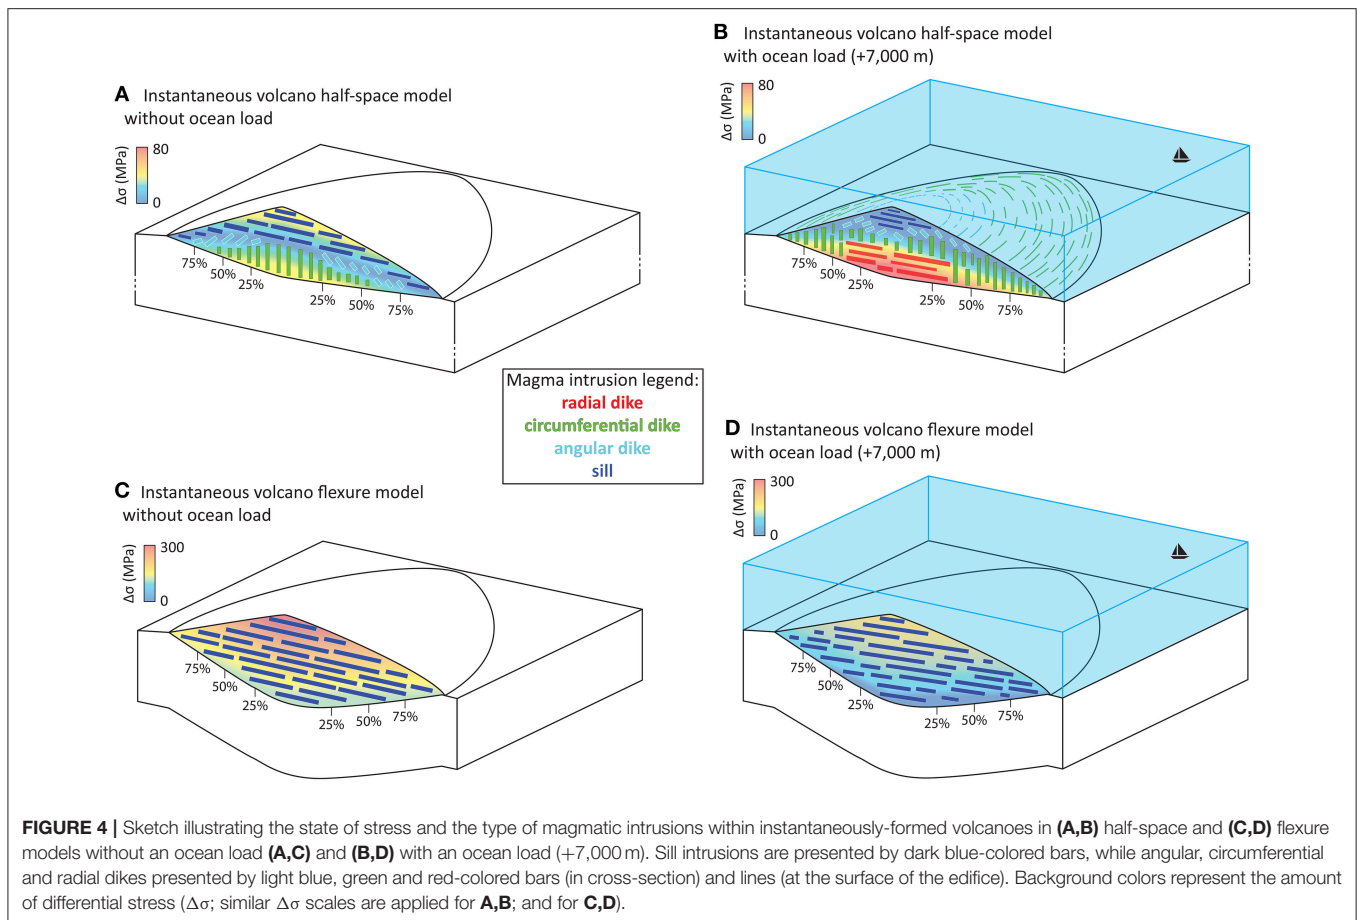 A Instantaneous volcano half-space model
without ocean load
Δσ (MPa)
80
0
75%
50%
25%
25%
50%
75%
B Instantaneous volcano half-space model
with ocean load (+7,000 m)
Δσ (MPa)
80
0
75%
50%
25%
25%
50%
75%
Magma intrusion legend:
radial dike
circumferential dike
angular dike
sill
C Instantaneous volcano flexure model
without ocean load
Δσ (MPa)
300
0
75%
50%
25%
25%
50%
75%
D Instantaneous volcano flexure model
with ocean load (+7,000 m)
Δσ (MPa)
300
0
75%
50%
25%
25%
50%
75%
FIGURE 4 | Sketch illustrating the state of stress and the type of magmatic intrusions within instantaneously-formed volcanoes in (A,B) half-space and (C,D) flexure
models without an ocean load (A,C) and (B,D) with an ocean load (+7,000 m). Sill intrusions are presented by dark blue-colored bars, while angular, circumferential
and radial dikes presented by light blue, green and red-colored bars (in cross-section) and lines (at the surface of the edifice). Background colors represent the amount
of differential stress (Δσ; similar Δσ scales are applied for A,B; and for C,D).